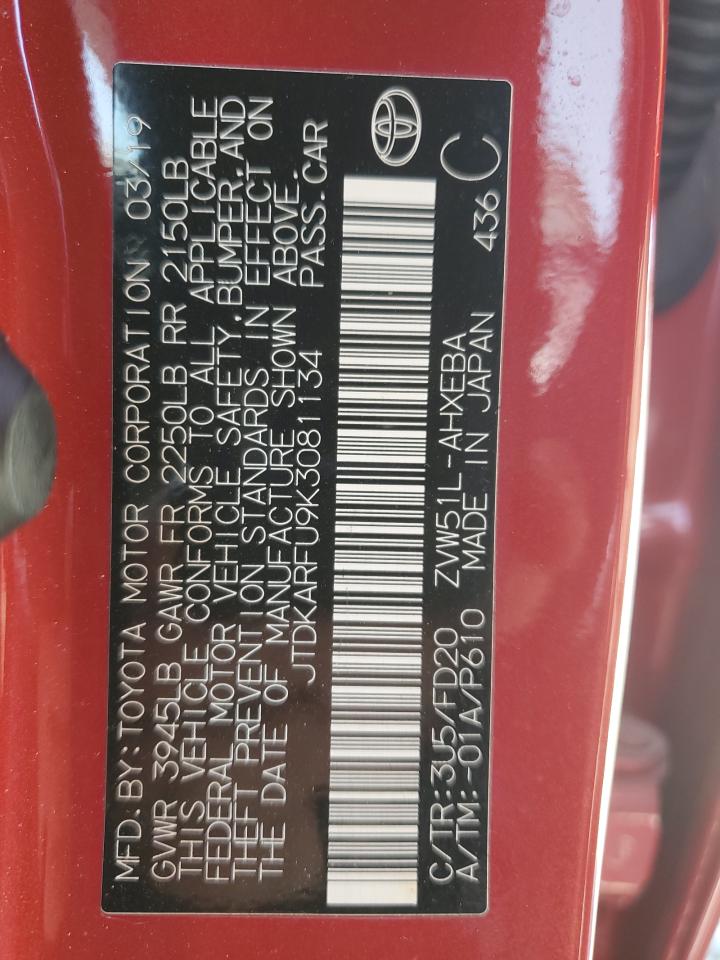 MFD. BY: TOYOTA MOTOR CORPORATION 03/19
GVWR 3945LB GAWR FR 2250LB RR 2150LB
THIS VEHICLE CONFORMS TO ALL APPLICABLE
FEDERAL MOTOR VEHICLE SAFETY, BUMPER, AND
THEFT PREVENTION STANDARDS IN EFFECT ON
THE DATE OF MANUFACTURE SHOWN ABOVE.
JTDKARFU9K3081134 PASS. CAR
C/TR:3U5/FD20 ZVW51L-AHXEBA
A/TM:-01A/P610 MADE IN JAPAN 436 C